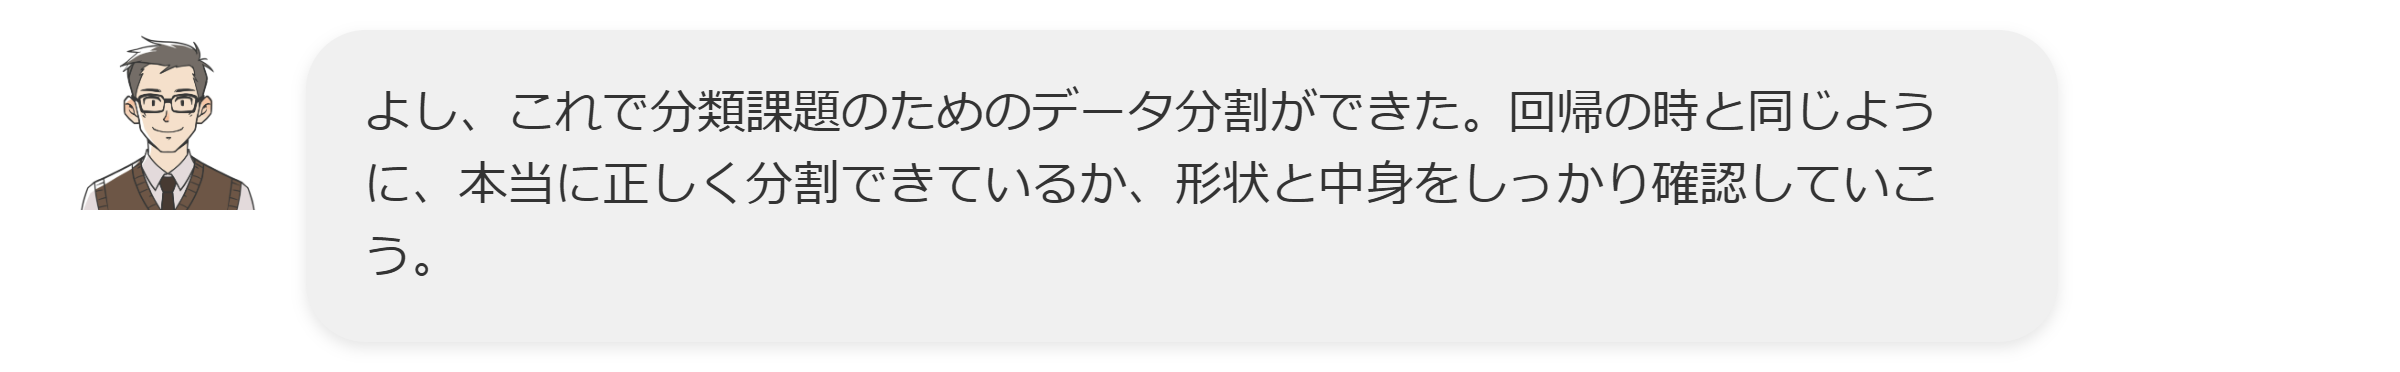 よし、これで分類課題のためのデータ分割ができた。回帰の時と同じよう
に、本当に正しく分割できているか、形状と中身をしっかり確認していこ
う。